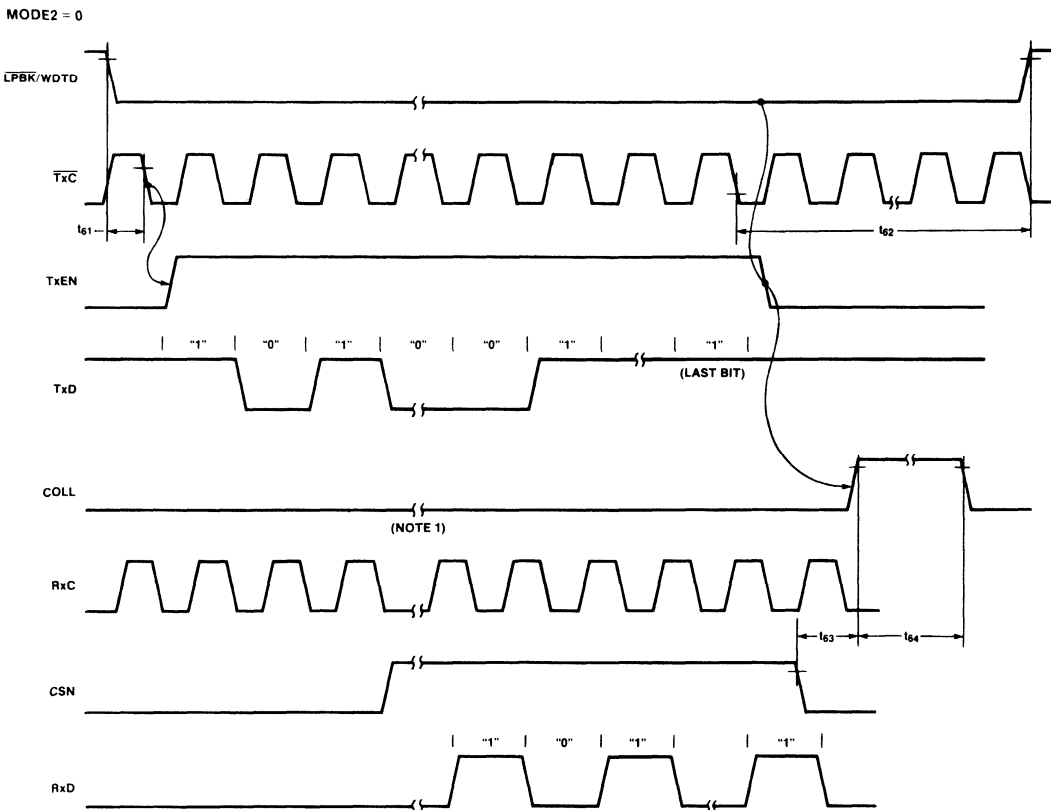 MODE2 = 0
LPBK/WDTD
TxC
t61
t62
TxEN
"1" "0" "1" "0" "0" "1" "1"
TxD
(LAST BIT)
COLL
(NOTE 1)
RxC
t63 t64
CSN
"1" "0" "1" "1"
RxD